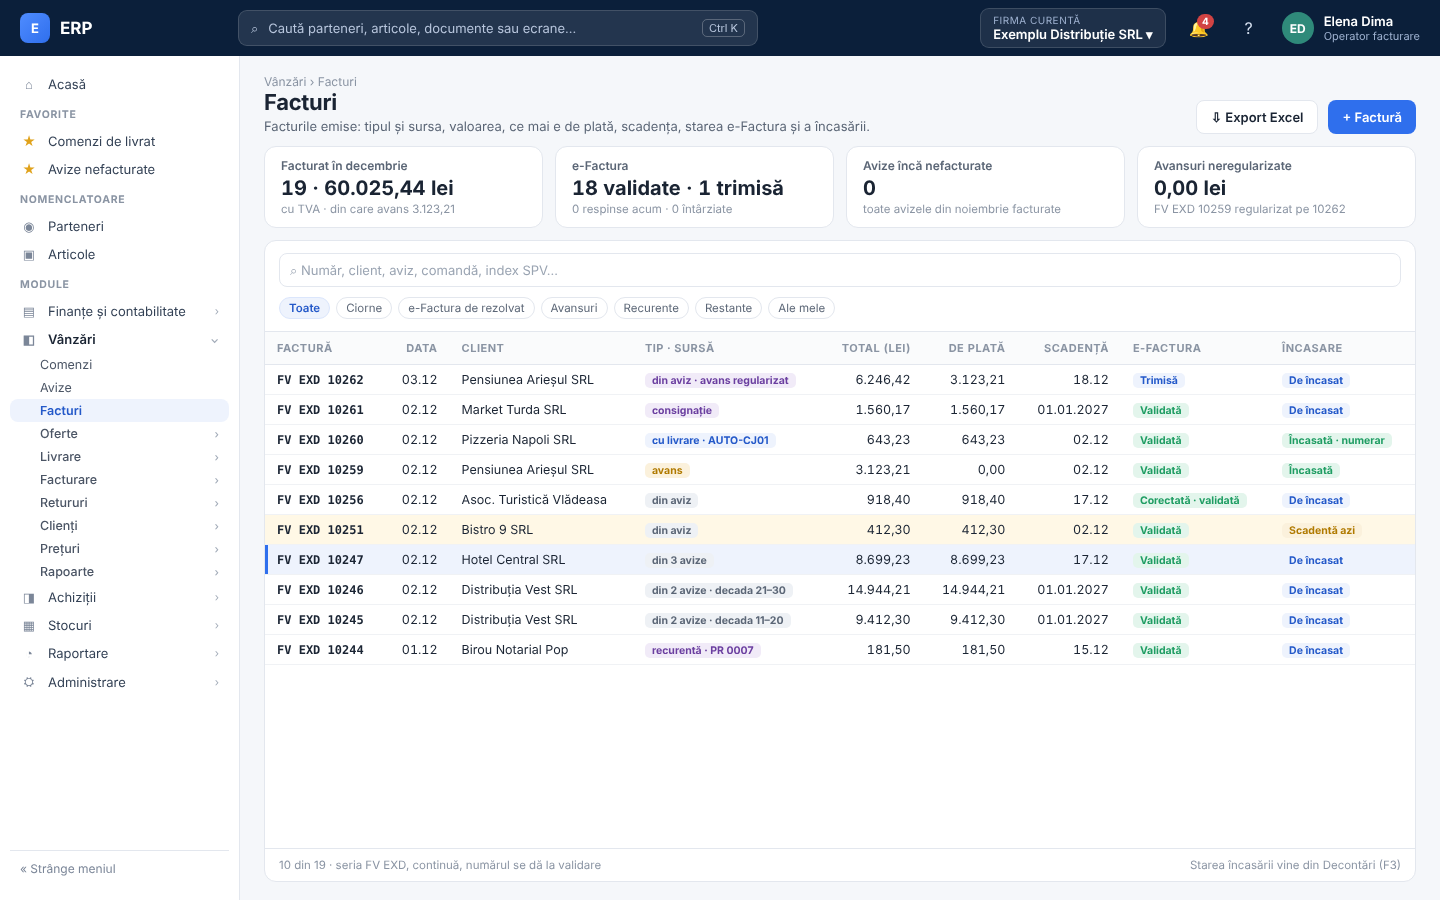 E ERP
Caută parteneri, articole, documente sau ecrane... Ctrl K
FIRMA CURENTĂ
Exemplu Distribuție SRL ▾
4
?
ED
Elena Dima
Operator facturare
Acasă
FAVORITE
★ Comenzi de livrat
★ Avize nefacturate
NOMENCLATOARE
Parteneri
Articole
MODULE
Finanțe și contabilitate ›
Vânzări
Comenzi
Avize
Facturi
Oferte ›
Livrare ›
Facturare ›
Retururi ›
Clienți ›
Prețuri ›
Rapoarte ›
Achiziții ›
Stocuri ›
Raportare ›
Administrare ›
« Strânge meniul
Vânzări › Facturi
Facturi
Facturile emise: tipul și sursa, valoarea, ce mai e de plată, scadența, starea e-Factura și a încasării.
⇩ Export Excel
+ Factură
Facturat în decembrie
19 · 60.025,44 lei
cu TVA · din care avans 3.123,21
e-Factura
18 validate · 1 trimisă
0 respinse acum · 0 întârziate
Avize încă nefacturate
0
toate avizele din noiembrie facturate
Avansuri neregularizate
0,00 lei
FV EXD 10259 regularizat pe 10262
Număr, client, aviz, comandă, index SPV...
Toate Ciorne e-Factura de rezolvat Avansuri Recurente Restante Ale mele
FACTURĂ DATA CLIENT TIP · SURSĂ TOTAL (LEI) DE PLATĂ SCADENȚĂ E-FACTURA ÎNCASARE
FV EXD 10262 03.12 Pensiunea Arieșul SRL din aviz · avans regularizat 6.246,42 3.123,21 18.12 Trimisă De încasat
FV EXD 10261 02.12 Market Turda SRL consignație 1.560,17 1.560,17 01.01.2027 Validată De încasat
FV EXD 10260 02.12 Pizzeria Napoli SRL cu livrare · AUTO-CJ01 643,23 643,23 02.12 Validată Încasată · numerar
FV EXD 10259 02.12 Pensiunea Arieșul SRL avans 3.123,21 0,00 02.12 Validată Încasată
FV EXD 10256 02.12 Asoc. Turistică Vlădeasa din aviz 918,40 918,40 17.12 Corectată · validată De încasat
FV EXD 10251 02.12 Bistro 9 SRL din aviz 412,30 412,30 02.12 Validată Scadentă azi
FV EXD 10247 02.12 Hotel Central SRL din 3 avize 8.699,23 8.699,23 17.12 Validată De încasat
FV EXD 10246 02.12 Distribuția Vest SRL din 2 avize · decada 21–30 14.944,21 14.944,21 01.01.2027 Validată De încasat
FV EXD 10245 02.12 Distribuția Vest SRL din 2 avize · decada 11–20 9.412,30 9.412,30 01.01.2027 Validată De încasat
FV EXD 10244 01.12 Birou Notarial Pop recurentă · PR 0007 181,50 181,50 15.12 Validată De încasat
10 din 19 · seria FV EXD, continuă, numărul se dă la validare
Starea încasării vine din Decontări (F3)